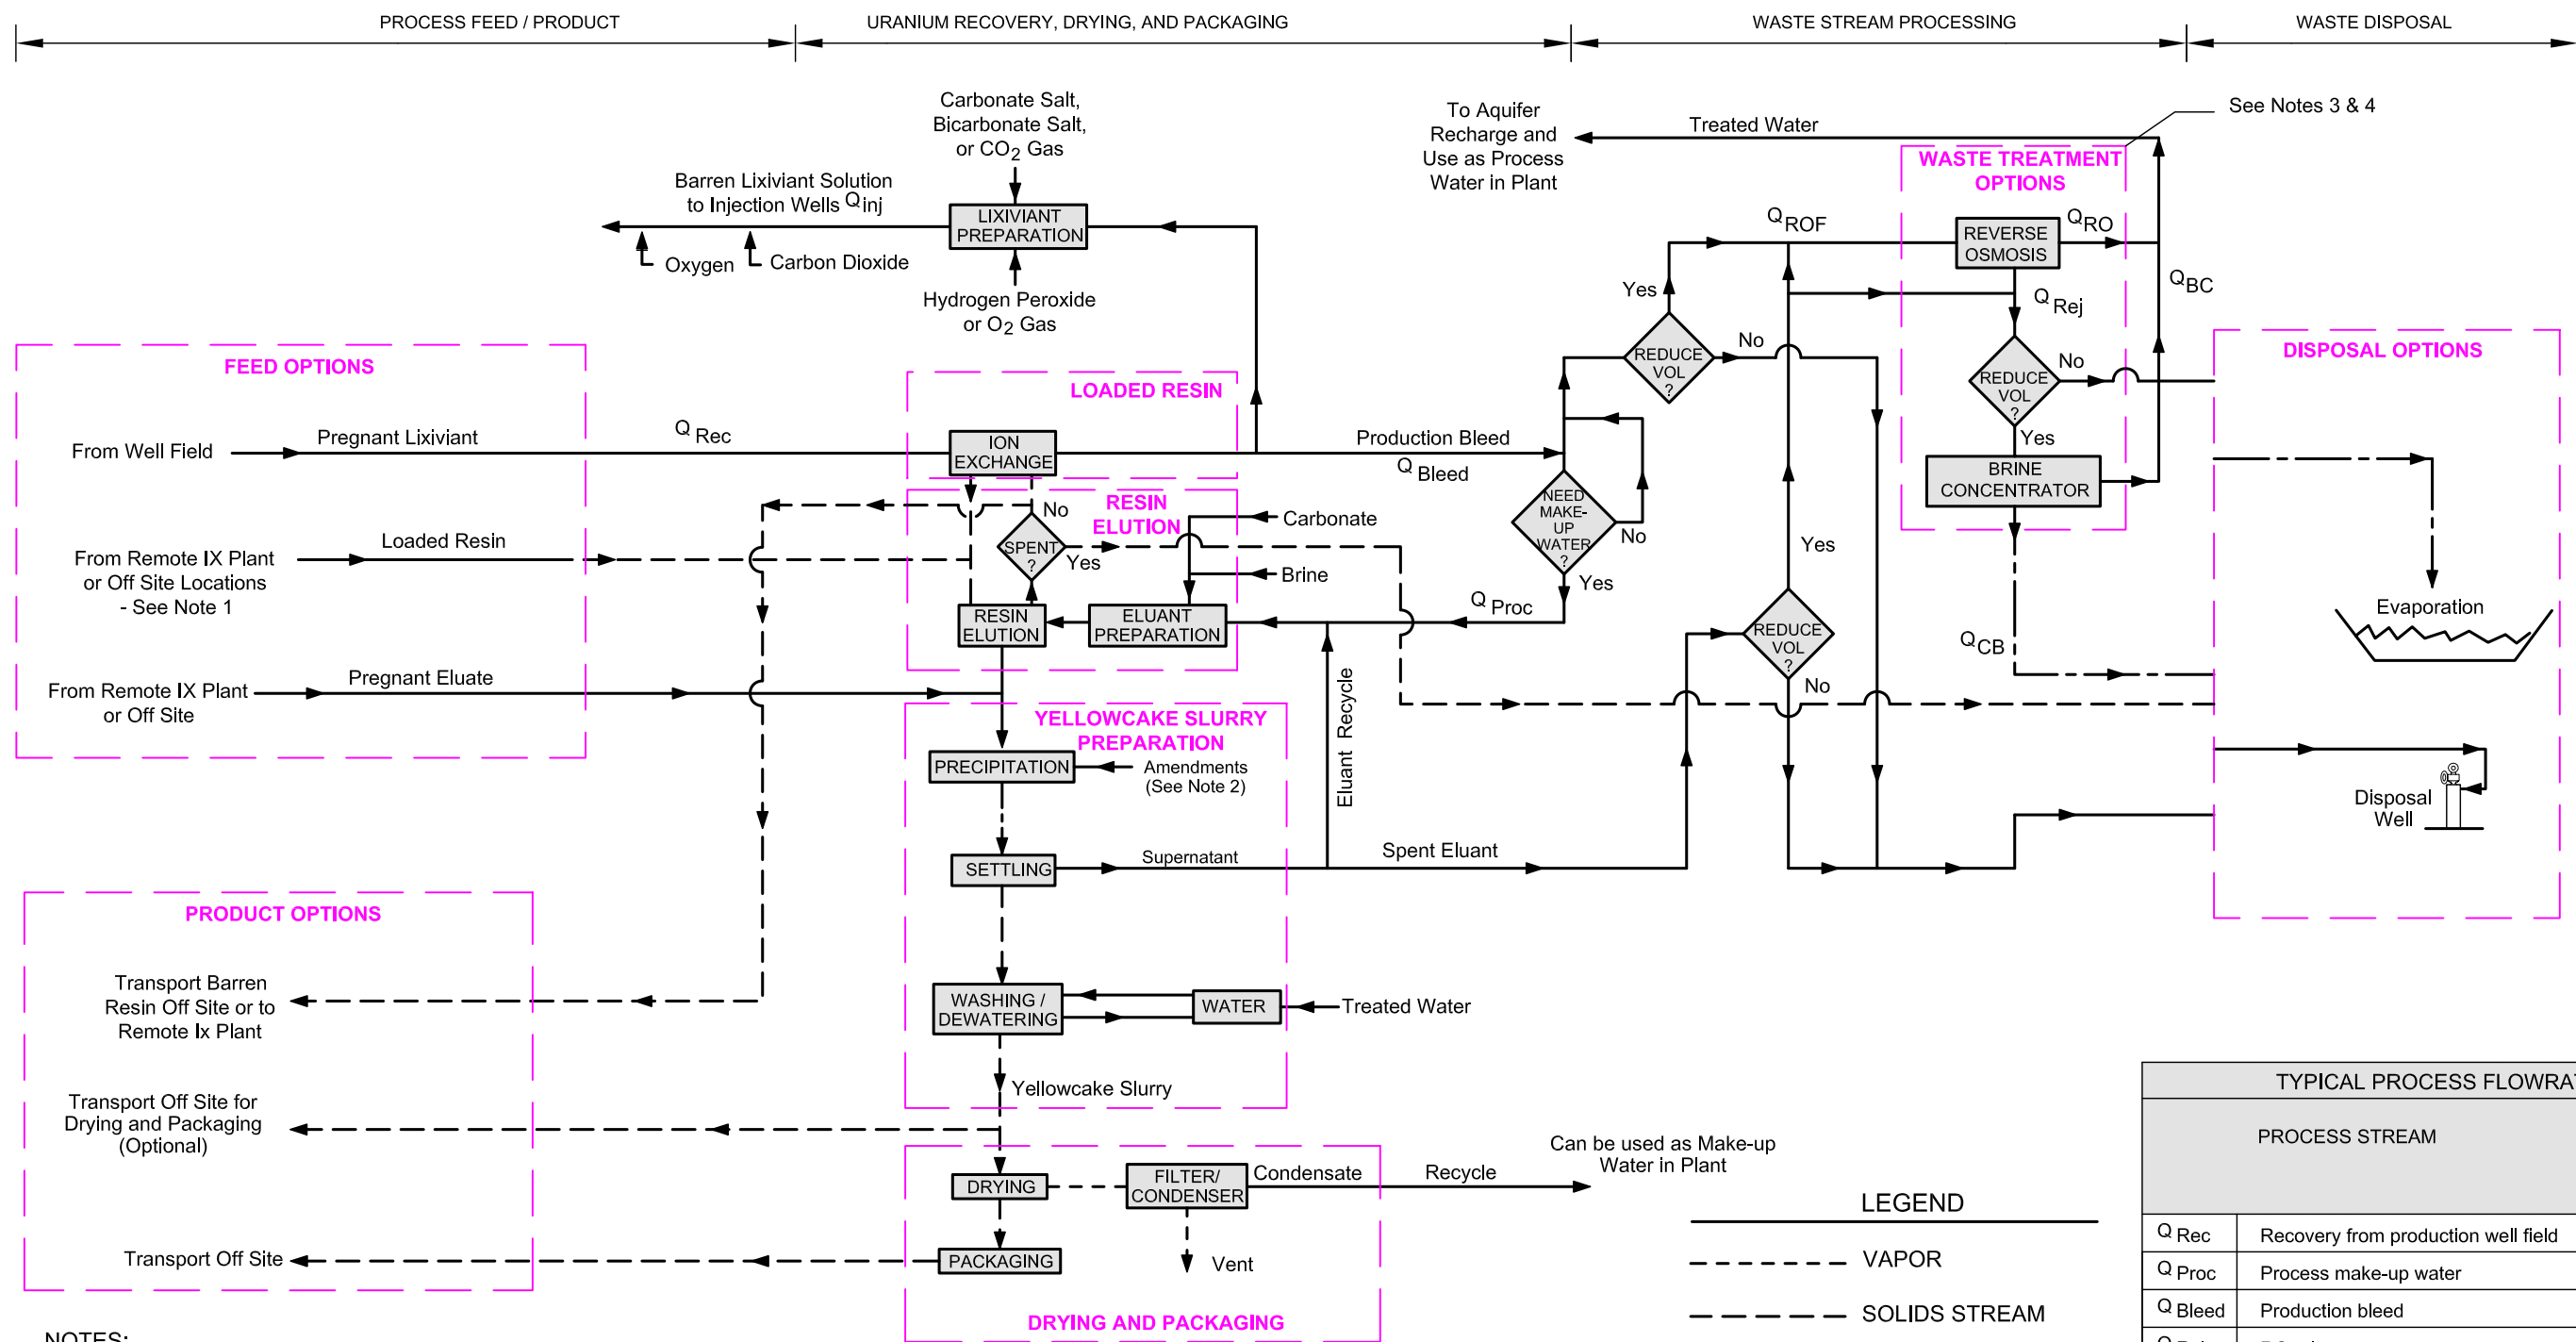 PROCESS FEED / PRODUCT
URANIUM RECOVERY, DRYING, AND PACKAGING
WASTE STREAM PROCESSING
WASTE DISPOSAL
Carbonate Salt,
Bicarbonate Salt,
or CO2 Gas
To Aquifer
Recharge and
Use as Process
Water in Plant
Treated Water
See Notes 3 & 4
WASTE TREATMENT
OPTIONS
Barren Lixiviant Solution
to Injection Wells Qinj
LIXIVIANT
PREPARATION
Oxygen
Carbon Dioxide
Hydrogen Peroxide
or O2 Gas
QROF
REVERSE
OSMOSIS
QRO
QBC
QRej
Yes
REDUCE
VOL
?
No
REDUCE
VOL
?
No
Yes
BRINE
CONCENTRATOR
DISPOSAL OPTIONS
FEED OPTIONS
LOADED RESIN
From Well Field
Pregnant Lixiviant
Q Rec
ION
EXCHANGE
Production Bleed
Q Bleed
NEED
MAKE-
UP
WATER
?
No
Yes
RESIN
ELUTION
No
SPENT
?
Yes
Carbonate
Brine
From Remote IX Plant
or Off Site Locations
- See Note 1
Loaded Resin
RESIN
ELUTION
ELUANT
PREPARATION
Q Proc
Yes
REDUCE
VOL
?
No
QCB
Evaporation
From Remote IX Plant
or Off Site
Pregnant Eluate
YELLOWCAKE SLURRY
PREPARATION
PRECIPITATION
Amendments
(See Note 2)
Eluant Recycle
Disposal
Well
SETTLING
Supernatant
Spent Eluant
PRODUCT OPTIONS
Transport Barren
Resin Off Site or to
Remote Ix Plant
WASHING /
DEWATERING
WATER
Treated Water
Yellowcake Slurry
Transport Off Site for
Drying and Packaging
(Optional)
DRYING
FILTER/
CONDENSER
Condensate
Recycle
Can be used as Make-up
Water in Plant
Transport Off Site
PACKAGING
Vent
DRYING AND PACKAGING
LEGEND
VAPOR
SOLIDS STREAM
TYPICAL PROCESS FLOWRA
PROCESS STREAM
Q Rec Recovery from production well field
Q Proc Process make-up water
Q Bleed Production bleed
NOTES: